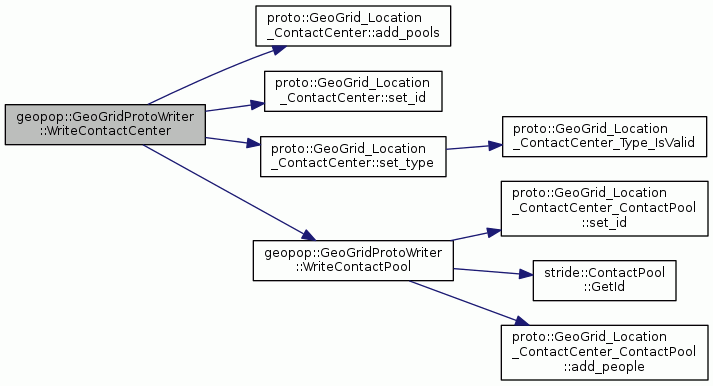 proto::GeoGrid_Location
_ContactCenter::add_pools
proto::GeoGrid_Location
_ContactCenter::set_id
geopop::GeoGridProtoWriter
::WriteContactCenter
proto::GeoGrid_Location
_ContactCenter::set_type
proto::GeoGrid_Location
_ContactCenter_Type_IsValid
proto::GeoGrid_Location
_ContactCenter_ContactPool
::set_id
geopop::GeoGridProtoWriter
::WriteContactPool
stride::ContactPool
::GetId
proto::GeoGrid_Location
_ContactCenter_ContactPool
::add_people